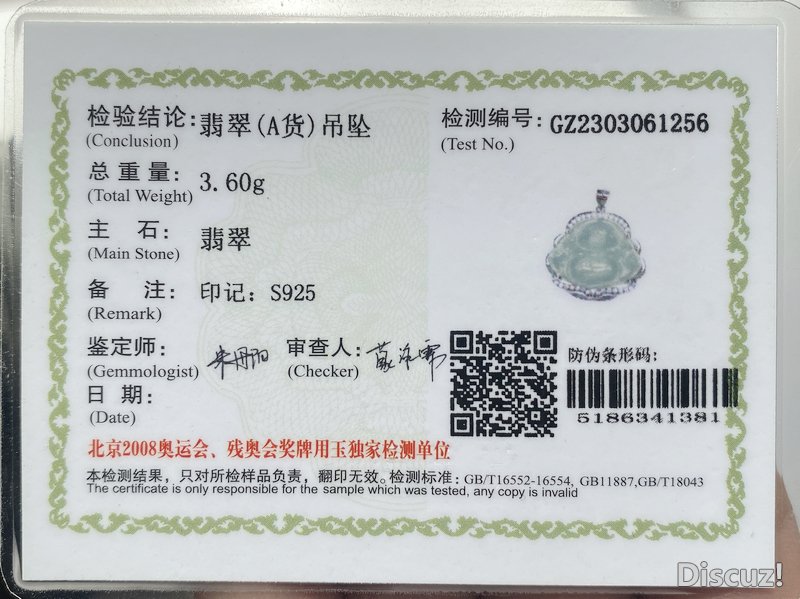 检验结论: 翡翠(A货)吊坠
(Conclusion)
检测编号: GZ2303061256
(Test No.)
总重量: 3.60g
(Total Weight)
主 石: 翡翠
(Main Stone)
备 注: 印记: S925
(Remark)
鉴定师:
(Gemmologist)
审查人:
(Checker)
日 期:
(Date)
防伪条形码:
5186341381
北京2008奥运会、残奥会奖牌用玉独家检测单位
本检测结果，只对所检样品负责，翻印无效。检测标准: GB/T16552-16554, GB11887,GB/T18043
The certificate is only responsible for the sample which was tested, any copy is invalid
Discuz!